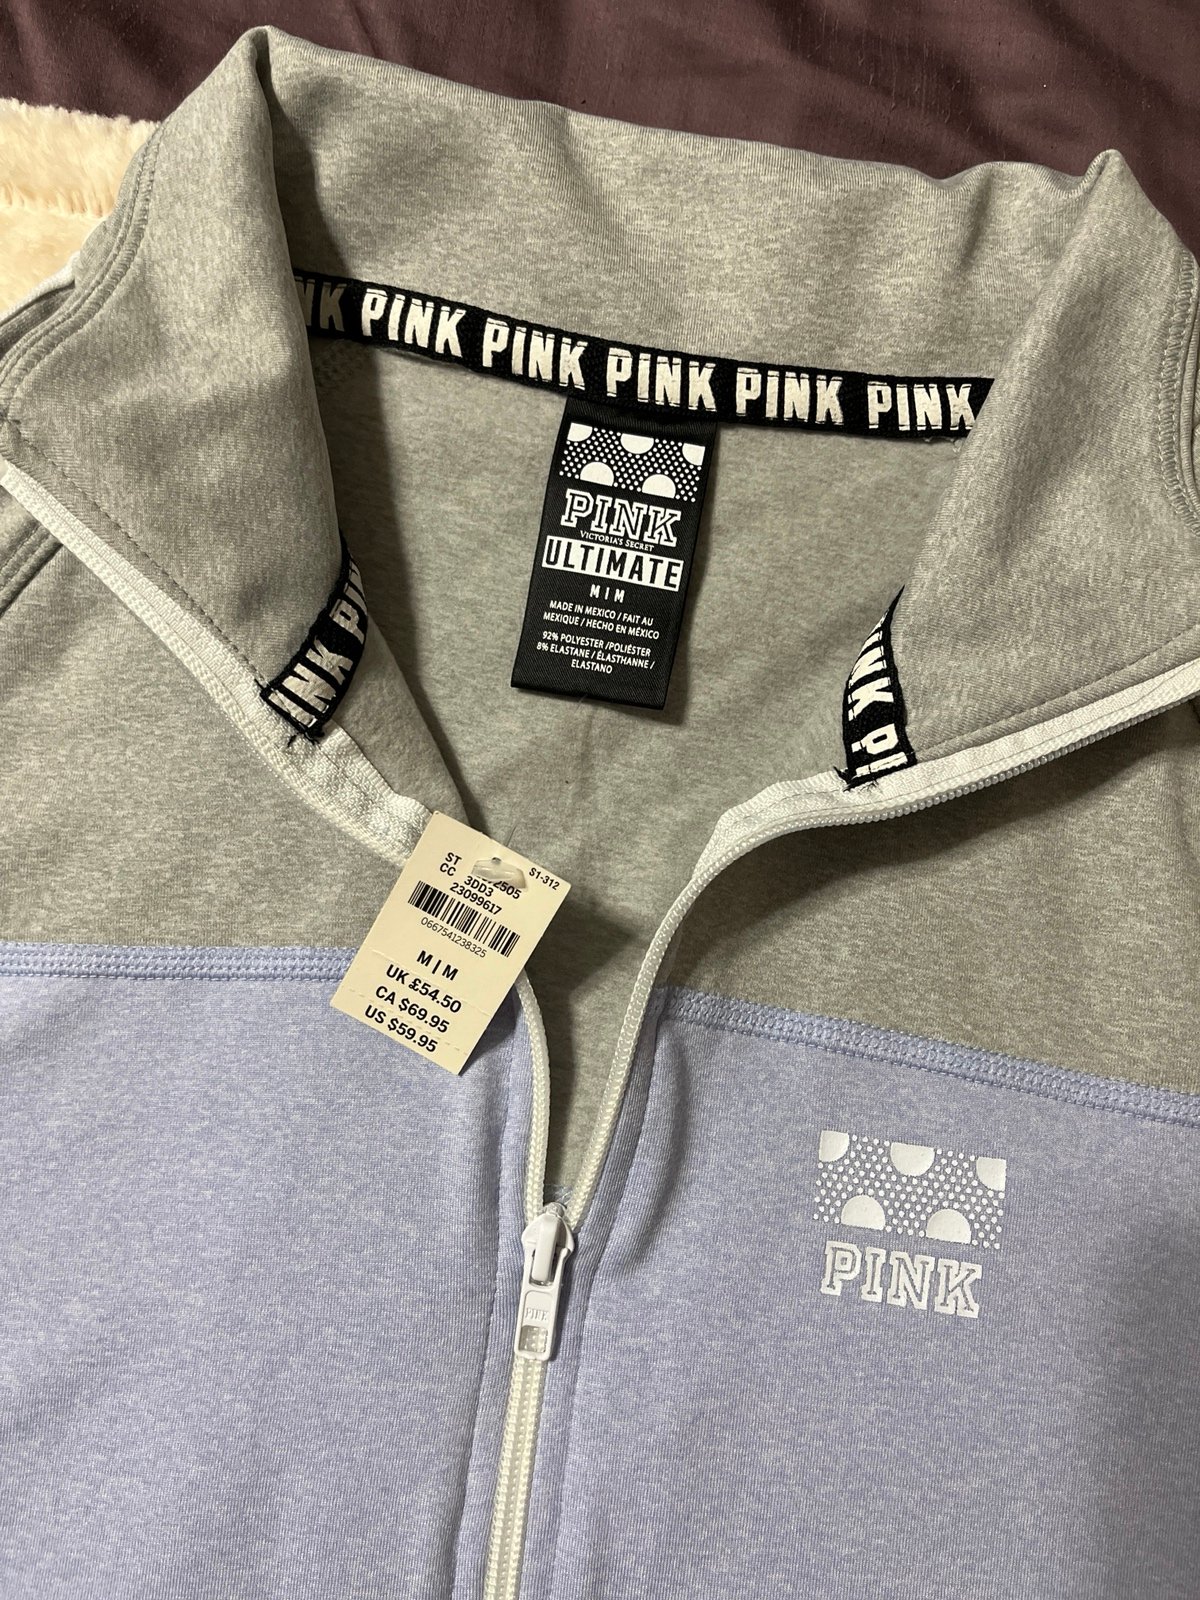 PINK PINK PINK PINK PINK
PINK
VICTORIA'S SECRET
ULTIMATE
M | M
MADE IN MEXICO / FAIT AU
MEXIQUE / HECHO EN MÉXICO
92% POLYESTER /POLIÉSTER
8% ELASTANE / ÉLASTHANNE /
ELASTANO
S1-312
ST
CC 3DD3
23099617
0667541238325
M | M
UK £54.50
CA $69.95
US $59.95
PINK
PINK